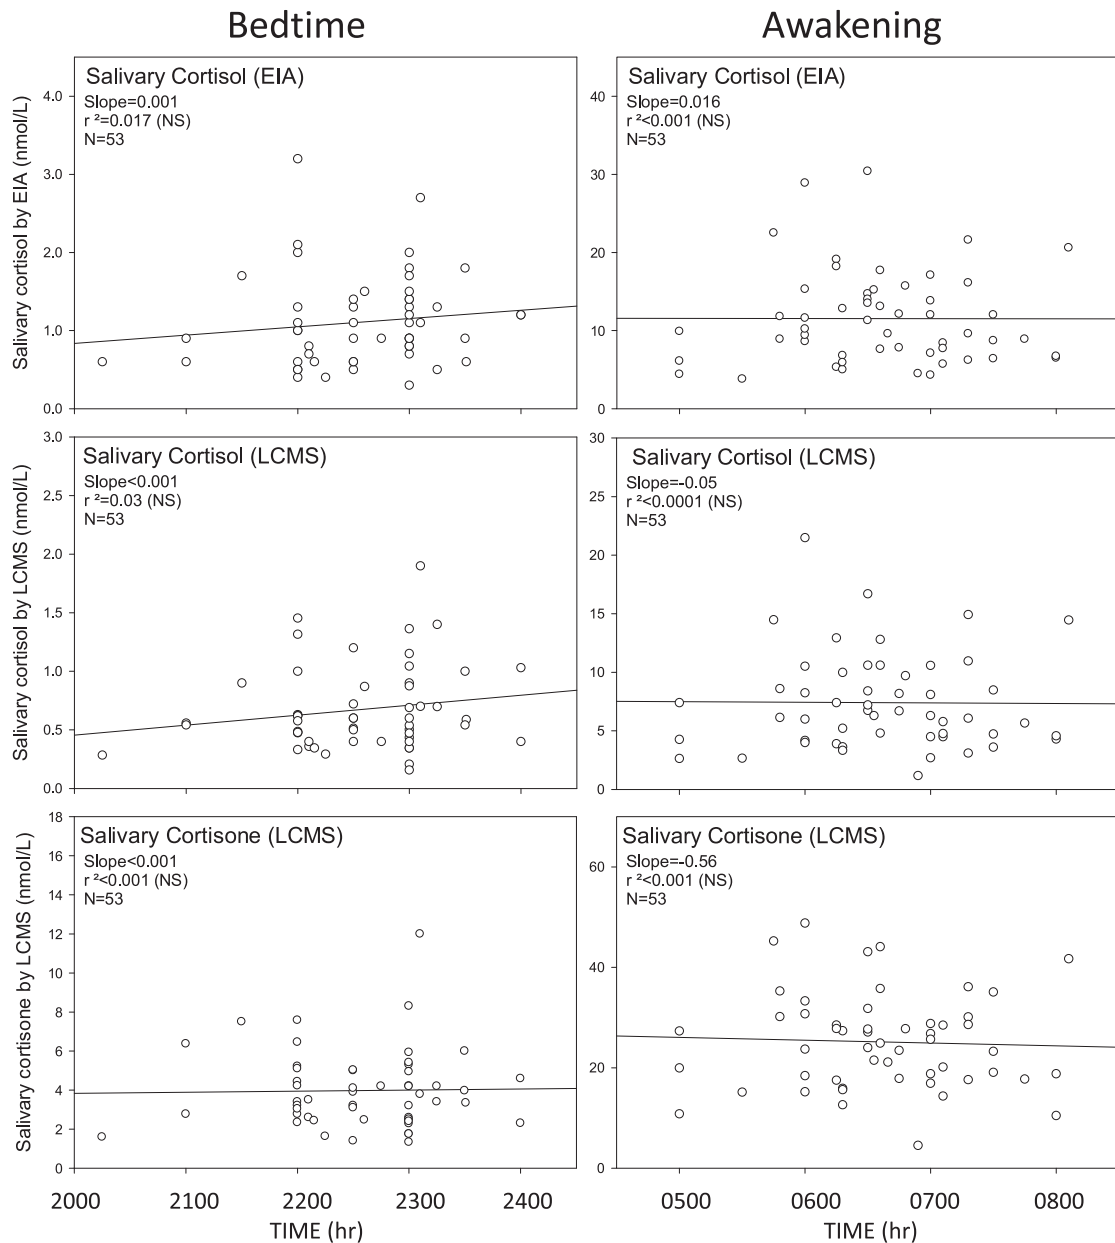 Bedtime
Awakening
Salivary Cortisol (EIA)
Slope=0.001
r ²=0.017 (NS)
N=53
4.0
3.0
2.0
1.0
0.0
Salivary cortisol by EIA (nmol/L)
Salivary Cortisol (EIA)
Slope=0.016
r ²<0.001 (NS)
N=53
40
30
20
10
0
Salivary Cortisol (LCMS)
Slope<0.001
r ²=0.03 (NS)
N=53
3.0
2.5
2.0
1.5
1.0
0.5
0.0
Salivary cortisol by LCMS (nmol/L)
Salivary Cortisol (LCMS)
Slope=-0.05
r ²<0.0001 (NS)
N=53
30
25
20
15
10
5
0
Salivary Cortisone (LCMS)
Slope<0.001
r ²<0.001 (NS)
N=53
18
16
14
12
10
8
6
4
2
0
Salivary cortisone by LCMS (nmol/L)
2000 2100 2200 2300 2400
TIME (hr)
Salivary Cortisone (LCMS)
Slope=-0.56
r ²<0.001 (NS)
N=53
60
40
20
0
0500 0600 0700 0800
TIME (hr)